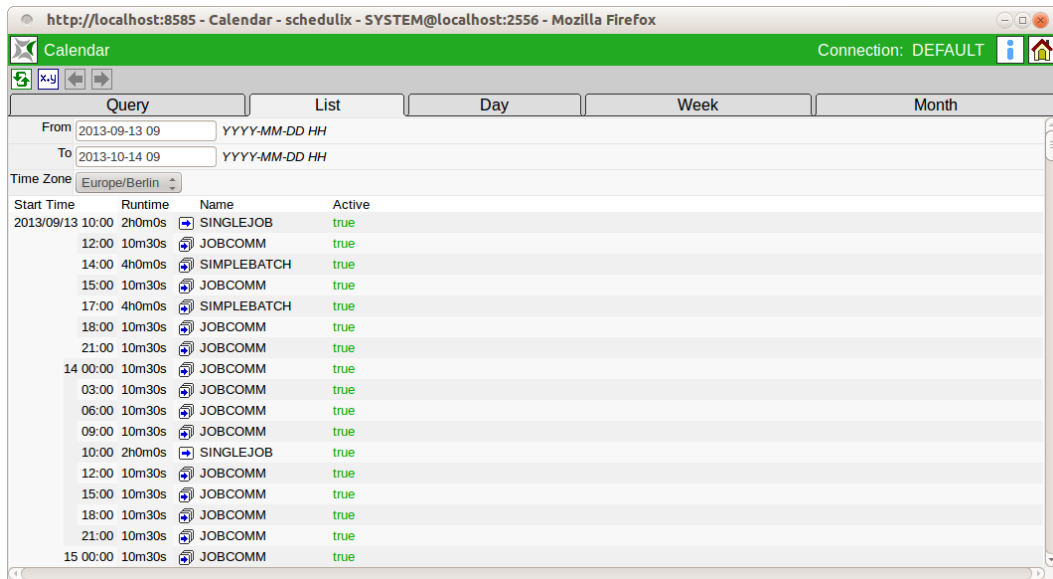 http://localhost:8585 - Calendar - schedulix - SYSTEM@localhost:2556 - Mozilla Firefox
Calendar Connection: DEFAULT
x.y
Query List Day Week Month
From 2013-09-13 09 YYYY-MM-DD HH
To 2013-10-14 09 YYYY-MM-DD HH
Time Zone Europe/Berlin
Start Time Runtime Name Active
2013/09/13 10:00 2h0m0s SINGLEJOB true
12:00 10m30s JOBCOMM true
14:00 4h0m0s SIMPLEBATCH true
15:00 10m30s JOBCOMM true
17:00 4h0m0s SIMPLEBATCH true
18:00 10m30s JOBCOMM true
21:00 10m30s JOBCOMM true
14 00:00 10m30s JOBCOMM true
03:00 10m30s JOBCOMM true
06:00 10m30s JOBCOMM true
09:00 10m30s JOBCOMM true
10:00 2h0m0s SINGLEJOB true
12:00 10m30s JOBCOMM true
15:00 10m30s JOBCOMM true
18:00 10m30s JOBCOMM true
21:00 10m30s JOBCOMM true
15 00:00 10m30s JOBCOMM true